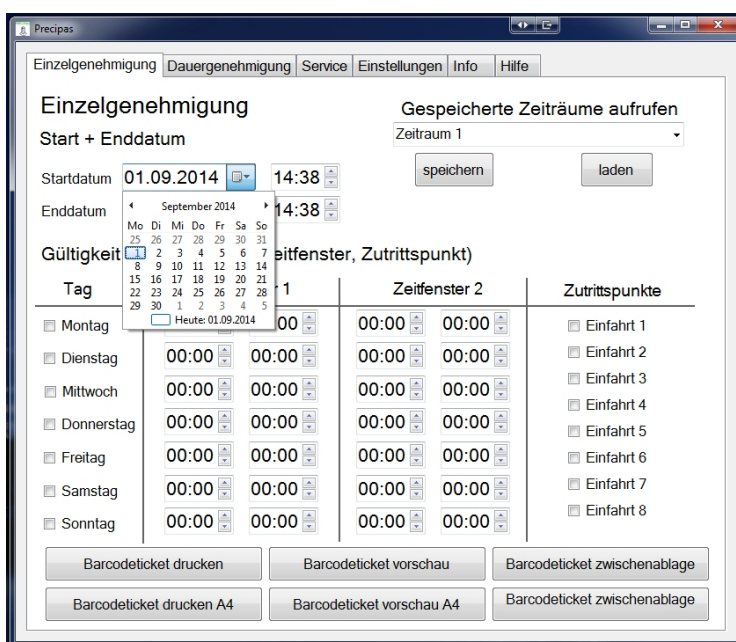 Precipas
Einzelgenehmigung Dauergenehmigung Service Einstellungen Info Hilfe
Einzelgenehmigung
Gespeicherte Zeiträume aufrufen
Start + Enddatum
Zeitraum 1
speichern laden
Startdatum 01.09.2014 14:38
Enddatum 14:38
September 2014
Mo Di Mi Do Fr Sa So
25 26 27 28 29 30 31
1 2 3 4 5 6 7
8 9 10 11 12 13 14
15 16 17 18 19 20 21
22 23 24 25 26 27 28
29 30 1 2 3 4 5
Heute: 01.09.2014
Gültigkeit eitfenster, Zutrittspunkt)
Tag 1 Zeitfenster 2 Zutrittspunkte
Montag 00 00:00 00:00 Einfahrt 1
Dienstag 00:00 00:00 00:00 00:00 Einfahrt 2
Mittwoch 00:00 00:00 00:00 00:00 Einfahrt 3
Einfahrt 4
Donnerstag 00:00 00:00 00:00 00:00 Einfahrt 5
Freitag 00:00 00:00 00:00 00:00 Einfahrt 6
Samstag 00:00 00:00 00:00 00:00 Einfahrt 7
Sonntag 00:00 00:00 00:00 00:00 Einfahrt 8
Barcodeticket drucken Barcodeticket vorschau Barcodeticket zwischenablage
Barcodeticket drucken A4 Barcodeticket vorschau A4 Barcodeticket zwischenablage